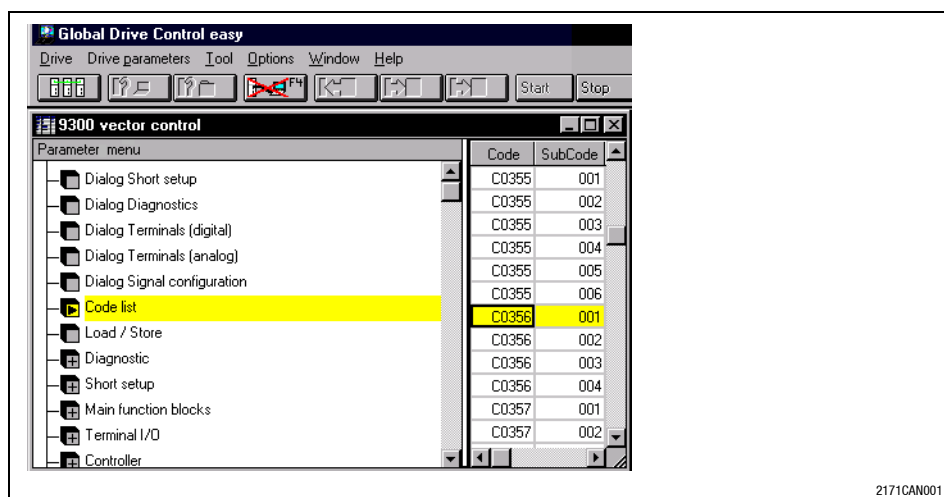 Global Drive Control easy
Drive Drive parameters Tool Options Window Help
F4 Start Stop
9300 vector control
Parameter menu
Code SubCode
Dialog Short setup
Dialog Diagnostics
Dialog Terminals (digital)
Dialog Terminals (analog)
Dialog Signal configuration
Code list
Load / Store
Diagnostic
Short setup
Main function blocks
Terminal I/O
Controller
C0355 001
C0355 002
C0355 003
C0355 004
C0355 005
C0355 006
C0356 001
C0356 002
C0356 003
C0356 004
C0357 001
C0357 002
2171CAN001